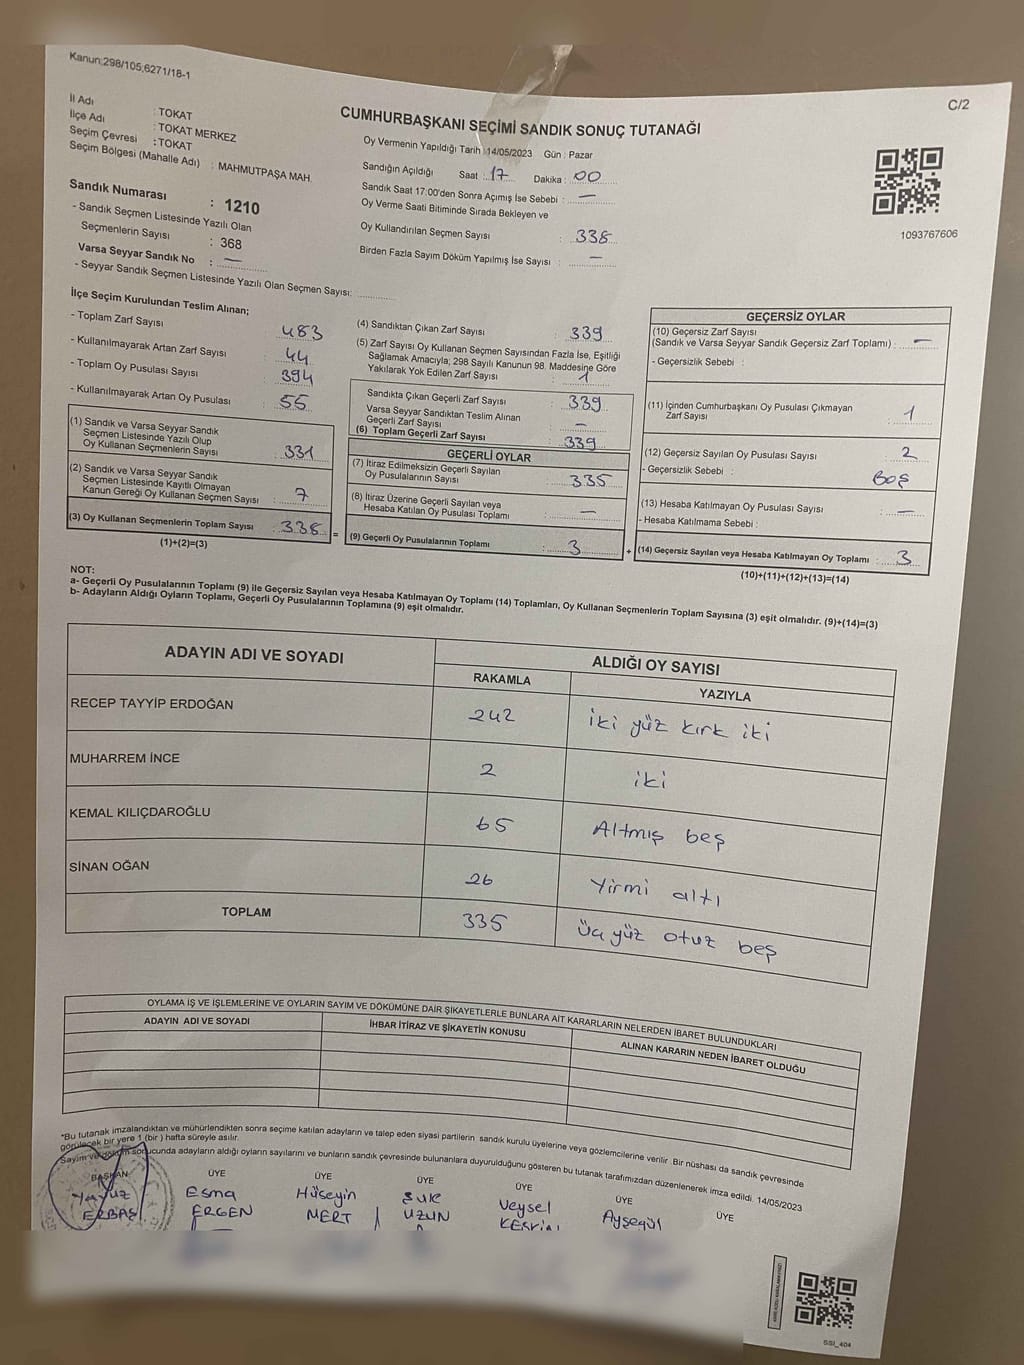 Kanun:298/105;6271/18-1
C/2
İl Adı : TOKAT
İlçe Adı : TOKAT MERKEZ
Seçim Çevresi : TOKAT
Seçim Bölgesi (Mahalle Adı) : MAHMUTPAŞA MAH.
CUMHURBAŞKANI SEÇİMİ SANDIK SONUÇ TUTANAĞI
Oy Vermenin Yapıldığı Tarih : 14/05/2023 Gün : Pazar
Sandığın Açıldığı Saat : 17 Dakika : 00
Sandık Saat 17:00'den Sonra Açımış İse Sebebi : —
Oy Verme Saati Bitiminde Sırada Bekleyen ve
Oy Kullandırılan Seçmen Sayısı : 338
Birden Fazla Sayım Döküm Yapılmış İse Sayısı : —
1093767606
Sandık Numarası : 1210
- Sandık Seçmen Listesinde Yazılı Olan
Seçmenlerin Sayısı : 368
Varsa Seyyar Sandık No : —
- Seyyar Sandık Seçmen Listesinde Yazılı Olan Seçmen Sayısı:
İlçe Seçim Kurulundan Teslim Alınan;
- Toplam Zarf Sayısı 483
- Kullanılmayarak Artan Zarf Sayısı 44
- Toplam Oy Pusulası Sayısı 394
- Kullanılmayarak Artan Oy Pusulası 55
(1) Sandık ve Varsa Seyyar Sandık
Seçmen Listesinde Yazılı Olup
Oy Kullanan Seçmenlerin Sayısı : 331
(2) Sandık ve Varsa Seyyar Sandık
Seçmen Listesinde Kayıtlı Olmayan
Kanun Gereği Oy Kullanan Seçmen Sayısı : 7
(3) Oy Kullanan Seçmenlerin Toplam Sayısı : 338 =
(1)+(2)=(3)
(4) Sandıktan Çıkan Zarf Sayısı : 339
(5) Zarf Sayısı Oy Kullanan Seçmen Sayısından Fazla İse, Eşitliği
Sağlamak Amacıyla; 298 Sayılı Kanunun 98. Maddesine Göre
Yakılarak Yok Edilen Zarf Sayısı : 1
Sandıkta Çıkan Geçerli Zarf Sayısı : 339
Varsa Seyyar Sandıktan Teslim Alınan
Geçerli Zarf Sayısı : —
(6) Toplam Geçerli Zarf Sayısı : 339
GEÇERLİ OYLAR
(7) İtiraz Edilmeksizin Geçerli Sayılan
Oy Pusulalarının Sayısı : 335
(8) İtiraz Üzerine Geçerli Sayılan veya
Hesaba Katılan Oy Pusulası Toplamı : —
(9) Geçerli Oy Pusulalarının Toplamı : 3 +
GEÇERSİZ OYLAR
(10) Geçersiz Zarf Sayısı
(Sandık ve Varsa Seyyar Sandık Geçersiz Zarf Toplamı) : —
- Geçersizlik Sebebi :
(11) İçinden Cumhurbaşkanı Oy Pusulası Çıkmayan
Zarf Sayısı : 1
(12) Geçersiz Sayılan Oy Pusulası Sayısı : 2
- Geçersizlik Sebebi : Boş
(13) Hesaba Katılmayan Oy Pusulası Sayısı : —
- Hesaba Katılmama Sebebi :
(14) Geçersiz Sayılan veya Hesaba Katılmayan Oy Toplamı : 3
(10)+(11)+(12)+(13)=(14)
NOT:
a- Geçerli Oy Pusulalarının Toplamı (9) ile Geçersiz Sayılan veya Hesaba Katılmayan Oy Toplamı (14) Toplamları, Oy Kullanan Seçmenlerin Toplam Sayısına (3) eşit olmalıdır. (9)+(14)=(3)
b- Adayların Aldığı Oyların Toplamı, Geçerli Oy Pusulalarının Toplamına (9) eşit olmalıdır.
ADAYIN ADI VE SOYADI ALDIĞI OY SAYISI
RAKAMLA YAZIYLA
RECEP TAYYİP ERDOĞAN 242 iki yüz kırk iki
MUHARREM İNCE 2 iki
KEMAL KILIÇDAROĞLU 65 Altmış beş
SİNAN OĞAN 26 Yirmi altı
TOPLAM 335 Üç yüz otuz beş
OYLAMA İŞ VE İŞLEMLERİNE VE OYLARIN SAYIM VE DÖKÜMÜNE DAİR ŞİKAYETLERLE BUNLARA AİT KARARLARIN NELERDEN İBARET BULUNDUKLARI
ADAYIN ADI VE SOYADI İHBAR İTİRAZ VE ŞİKAYETİN KONUSU ALINAN KARARIN NEDEN İBARET OLDUĞU
*Bu tutanak imzalandıktan ve mühürlendikten sonra seçime katılan adayların ve talep eden siyasi partilerin sandık kurulu üyelerine veya gözlemcilerine verilir. Bir nüshası da sandık çevresinde
görülecek bir yere 1 (bir) hafta süreyle asılır.
Sayım ve döküm sonucunda adayların aldığı oyların sayılarını ve bunların sandık çevresinde bulunanlara duyurulduğunu gösteren bu tutanak tarafımızdan düzenlenerek imza edildi. 14/05/2023
BAŞKAN ÜYE ÜYE ÜYE ÜYE ÜYE ÜYE
Yavuz Esma Hüseyin Şule Veysel Ayşegül
ERBAŞ ERGEN MERT UZUN
SSI_404